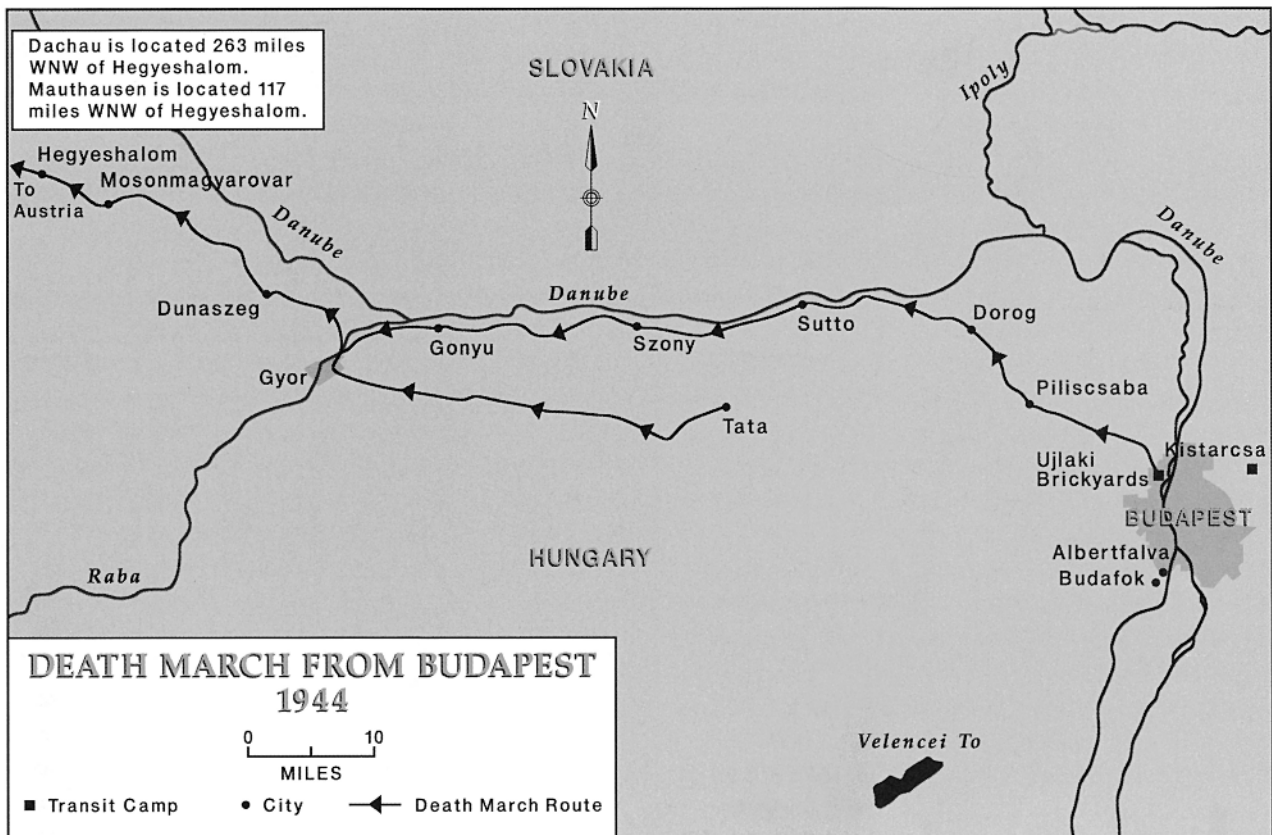 Dachau is located 263 miles
WNW of Hegyeshalom.
Mauthausen is located 117
miles WNW of Hegyeshalom.
SLOVAKIA
Ipoly
N
Hegyeshalom
Mosonmagyarovar
To
Austria
Danube
Danube
Danube
Dunaszeg
Gonyu
Szony
Sutto
Dorog
Gyor
Piliscsaba
Tata
Kistarcsa
Ujlaki
Brickyards
BUDAPEST
HUNGARY
Albertfalva
Budafok
Raba
DEATH MARCH FROM BUDAPEST
1944
0 10
MILES
Transit Camp City Death March Route
Velencei To